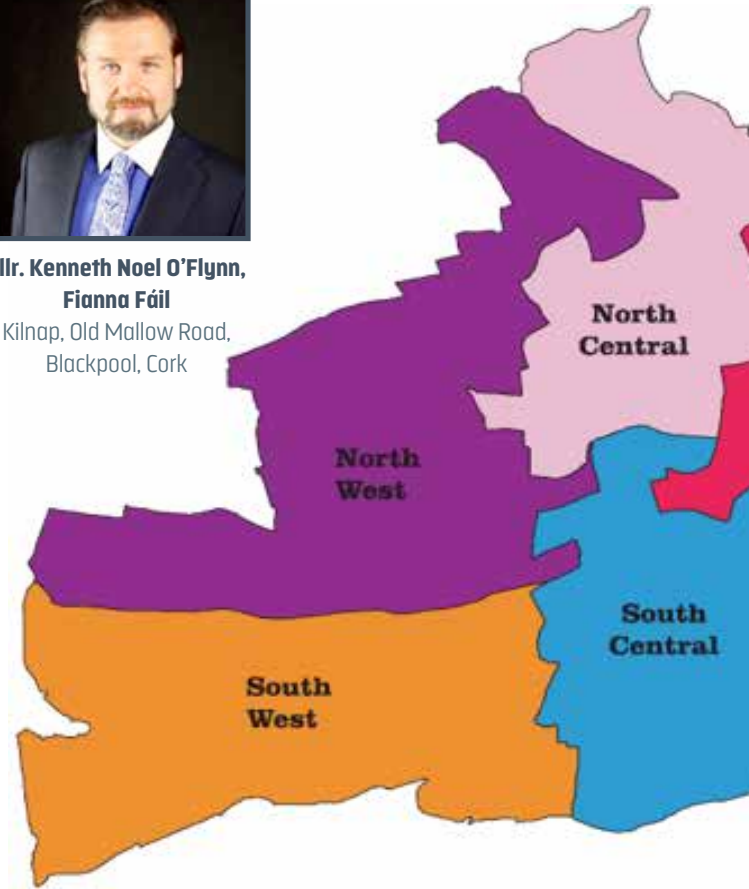 llr. Kenneth Noel O'Flynn,
Fianna Fáil
Kilnap, Old Mallow Road,
Blackpool, Cork
North
Central
North
West
South
Central
South
West